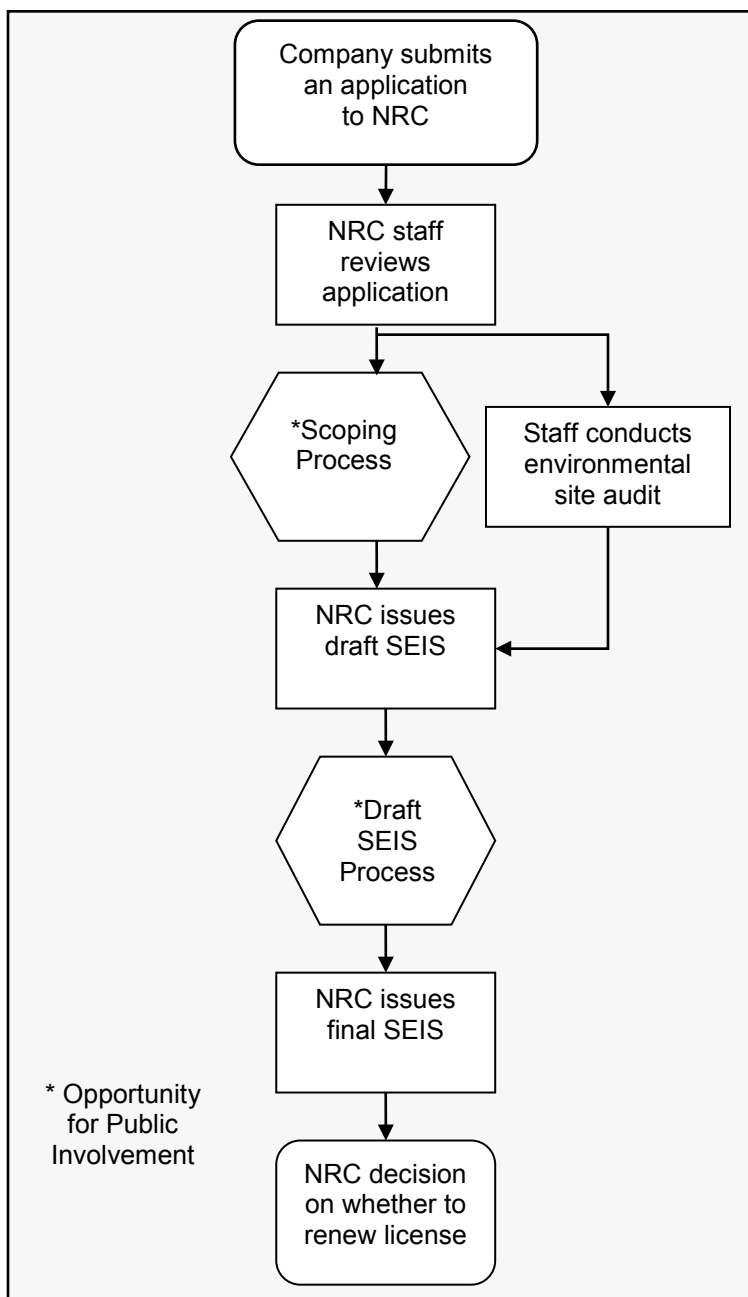 Company submits
an application
to NRC
NRC staff
reviews
application
*Scoping
Process
Staff conducts
environmental
site audit
NRC issues
draft SEIS
*Draft
SEIS
Process
NRC issues
final SEIS
* Opportunity
for Public
Involvement
NRC decision
on whether to
renew license